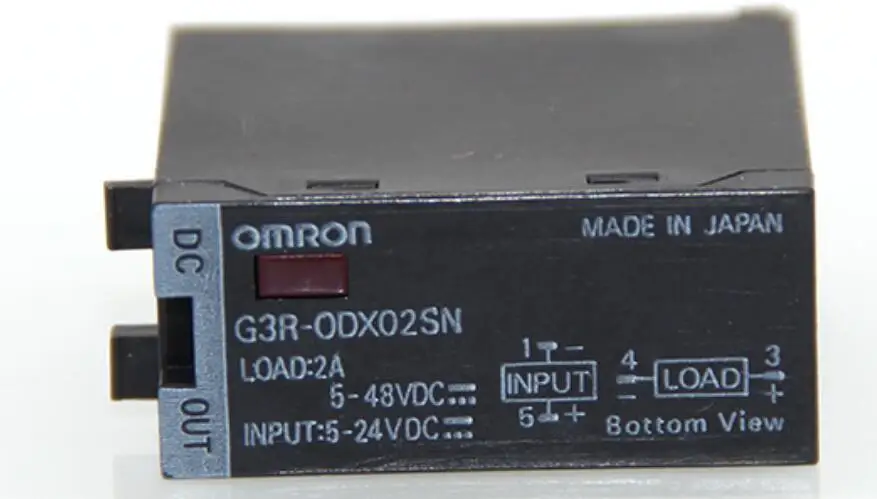 DC
OUT
OMRON
MADE IN JAPAN
G3R-ODX02SN
LOAD:2A
5-48VDC⎓
INPUT:5-24VDC⎓
1 -
INPUT
5 +
4 3
- LOAD +
Bottom View